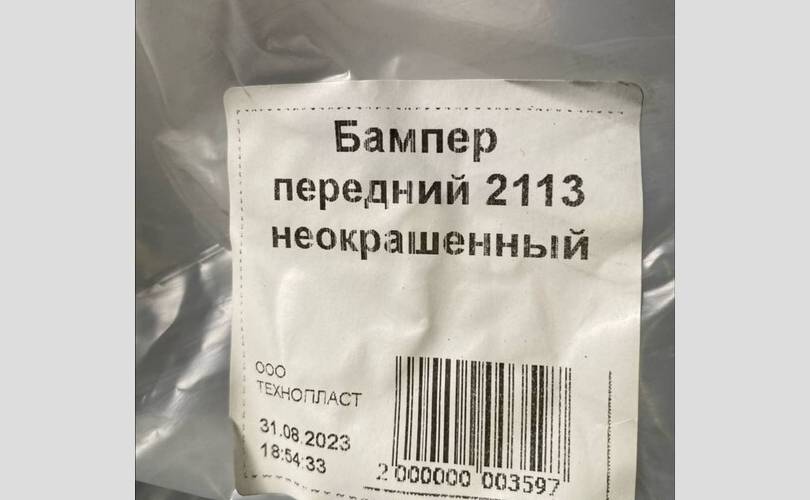 Бампер
передний 2113
неокрашенный
ООО
ТЕХНОПЛАСТ
31.08.2023
18:54:33
2 000000 003597